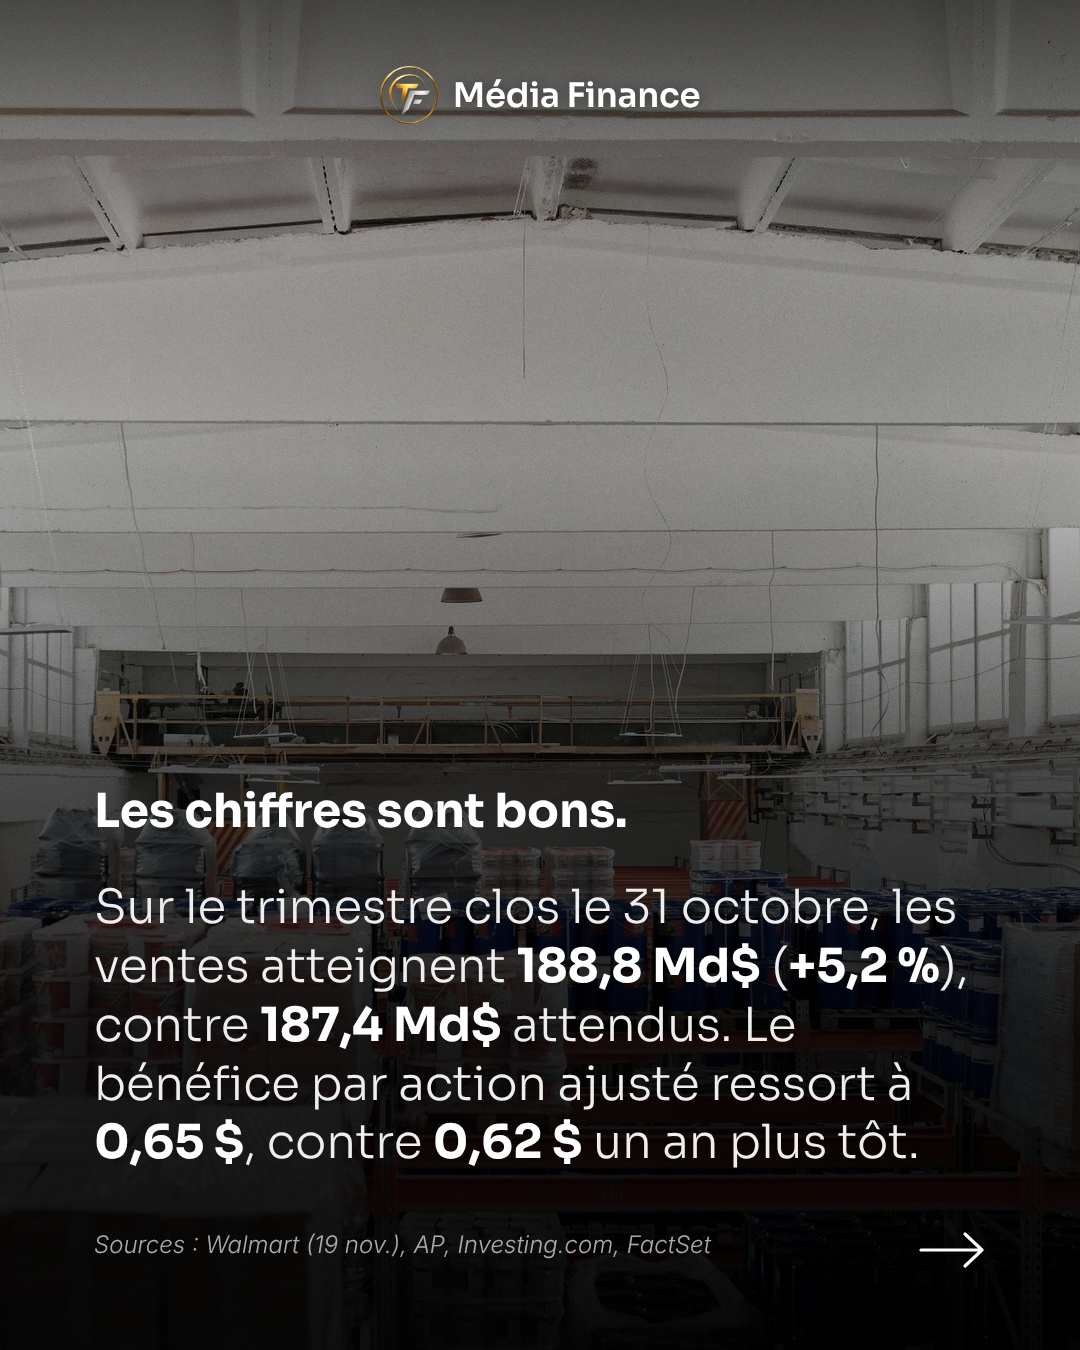 TF Média Finance
Les chiffres sont bons.
Sur le trimestre clos le 31 octobre, les
ventes atteignent 188,8 Md$ (+5,2 %),
contre 187,4 Md$ attendus. Le
bénéfice par action ajusté ressort à
0,65 $, contre 0,62 $ un an plus tôt.
Sources : Walmart (19 nov.), AP, Investing.com, FactSet